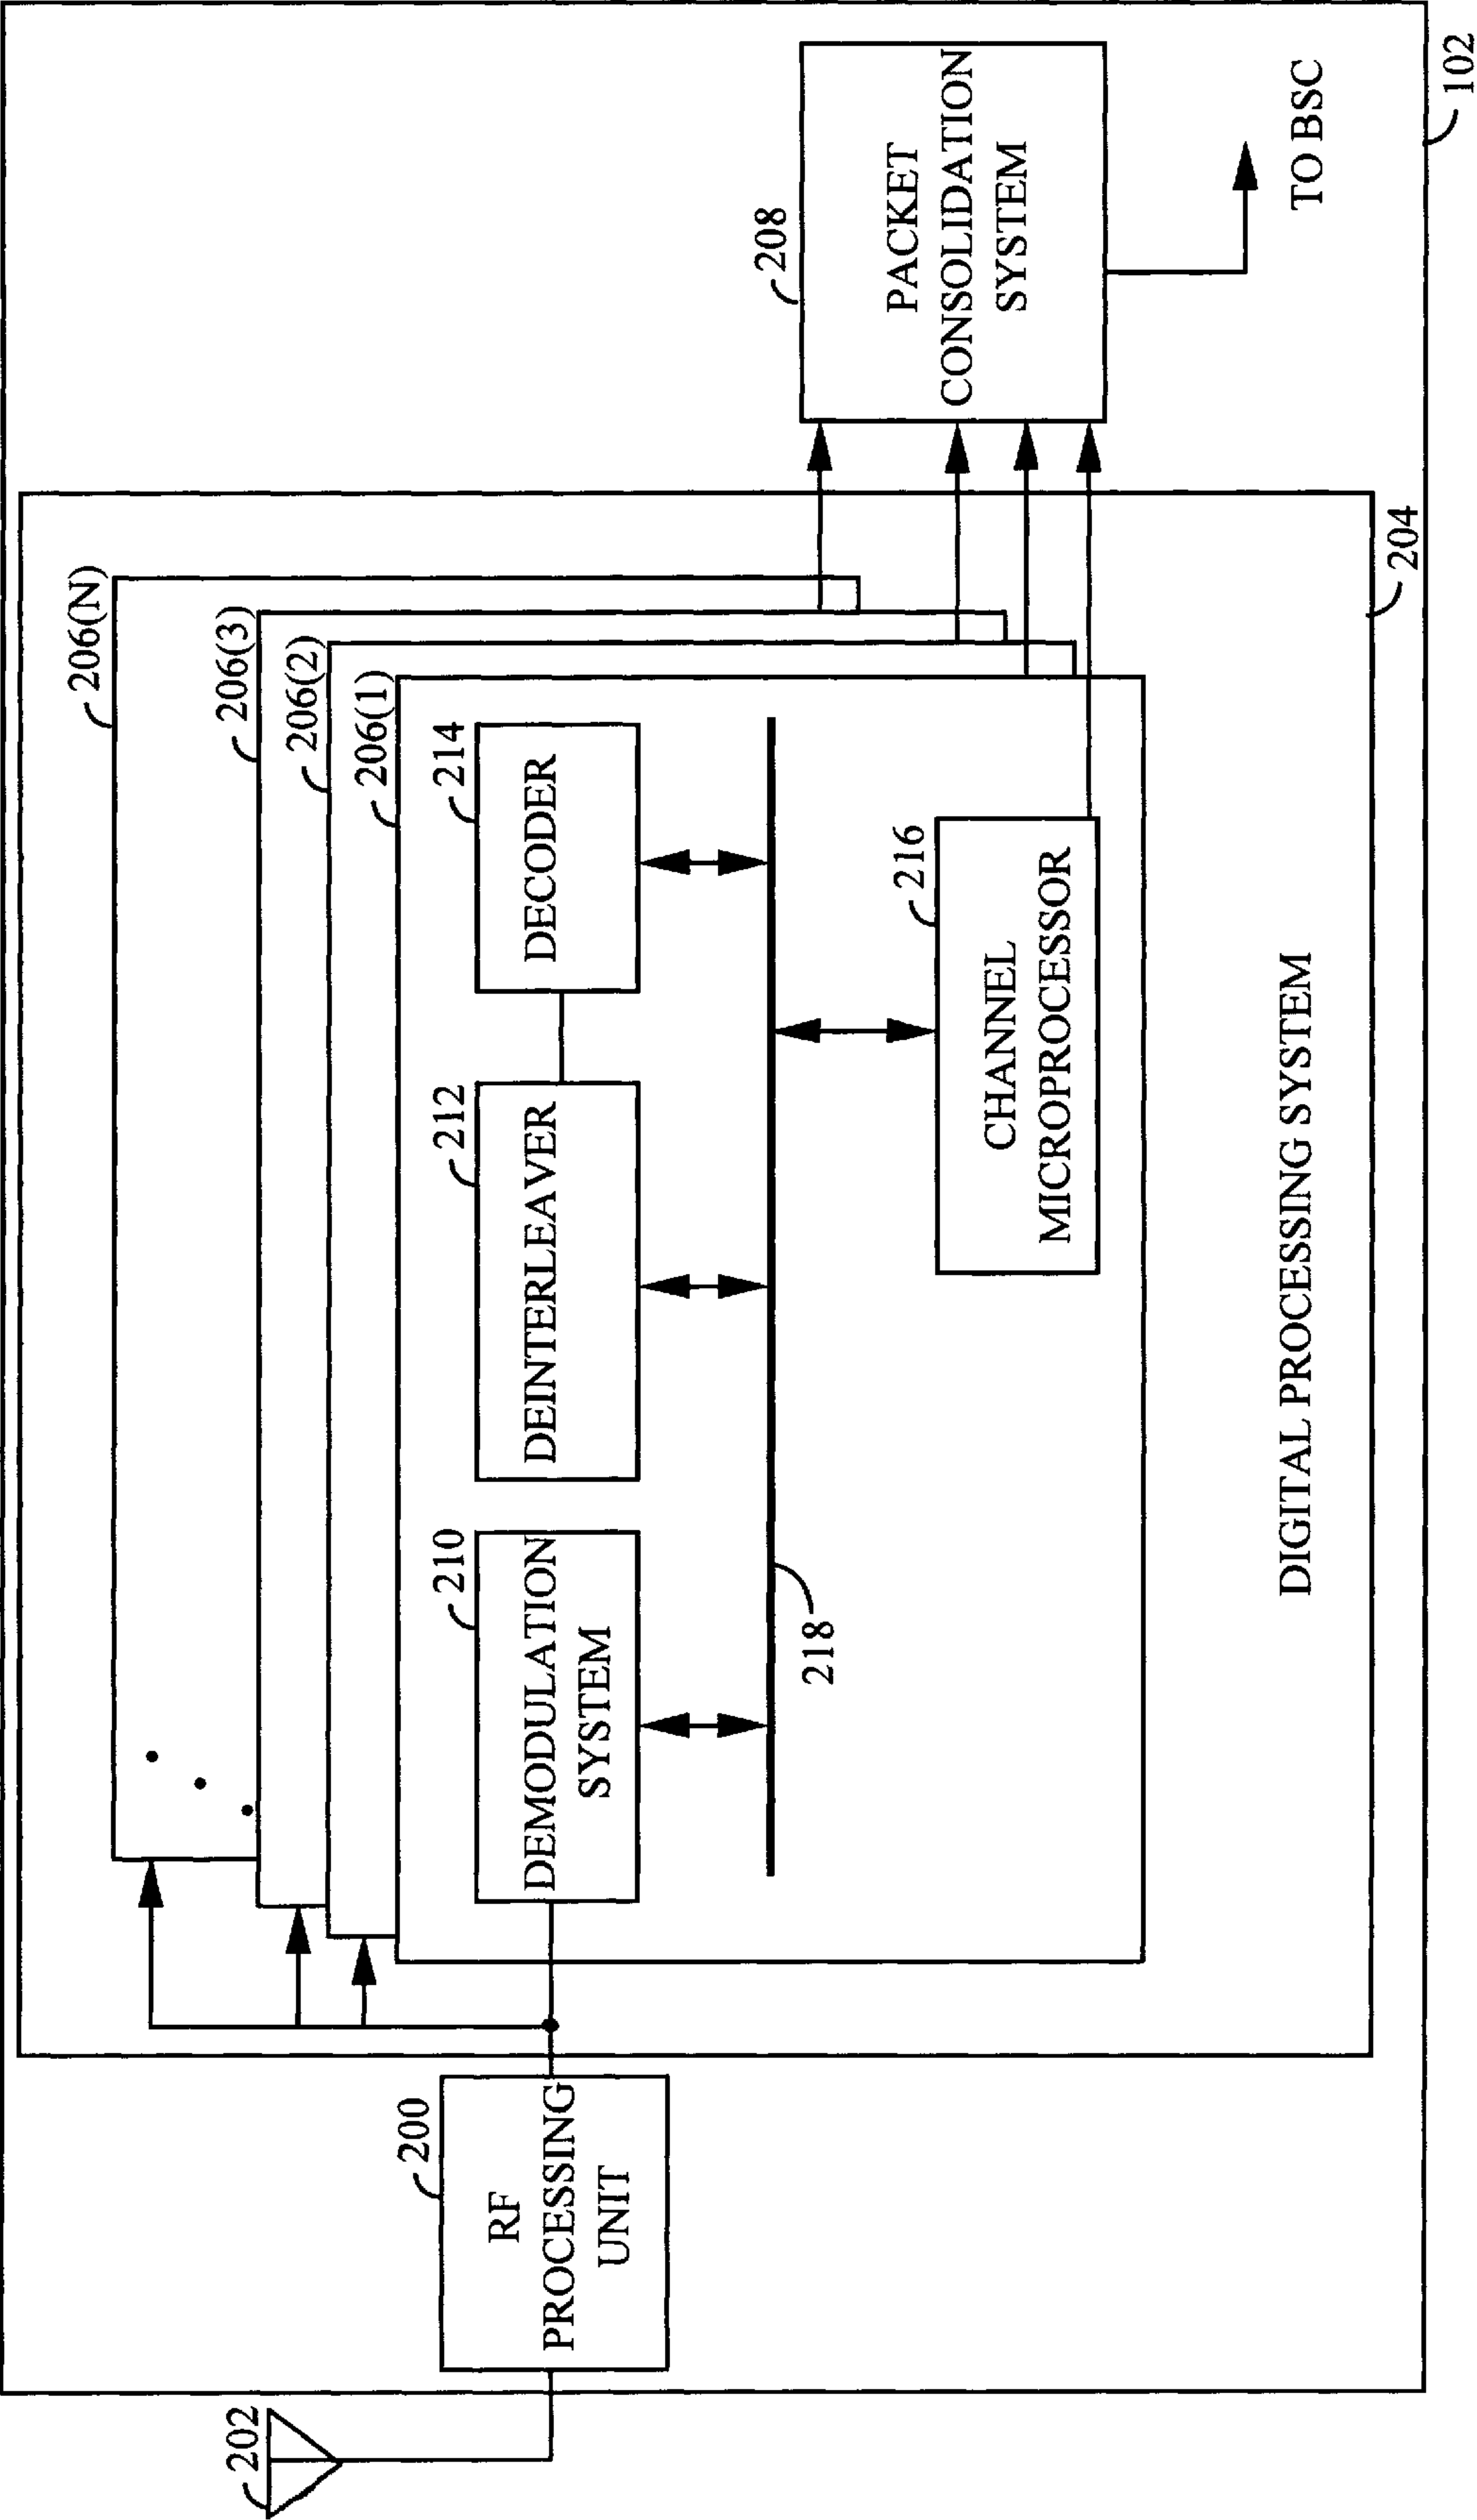 202
200
RF
PROCESSING
UNIT
206(N)
206(3)
206(2)
206(1)
210
DEMODULATION
SYSTEM
212
DEINTERLEAVER
214
DECODER
218
216
CHANNEL
MICROPROCESSOR
DIGITAL PROCESSING SYSTEM
204
208
PACKET
CONSOLIDATION
SYSTEM
TO BSC
102